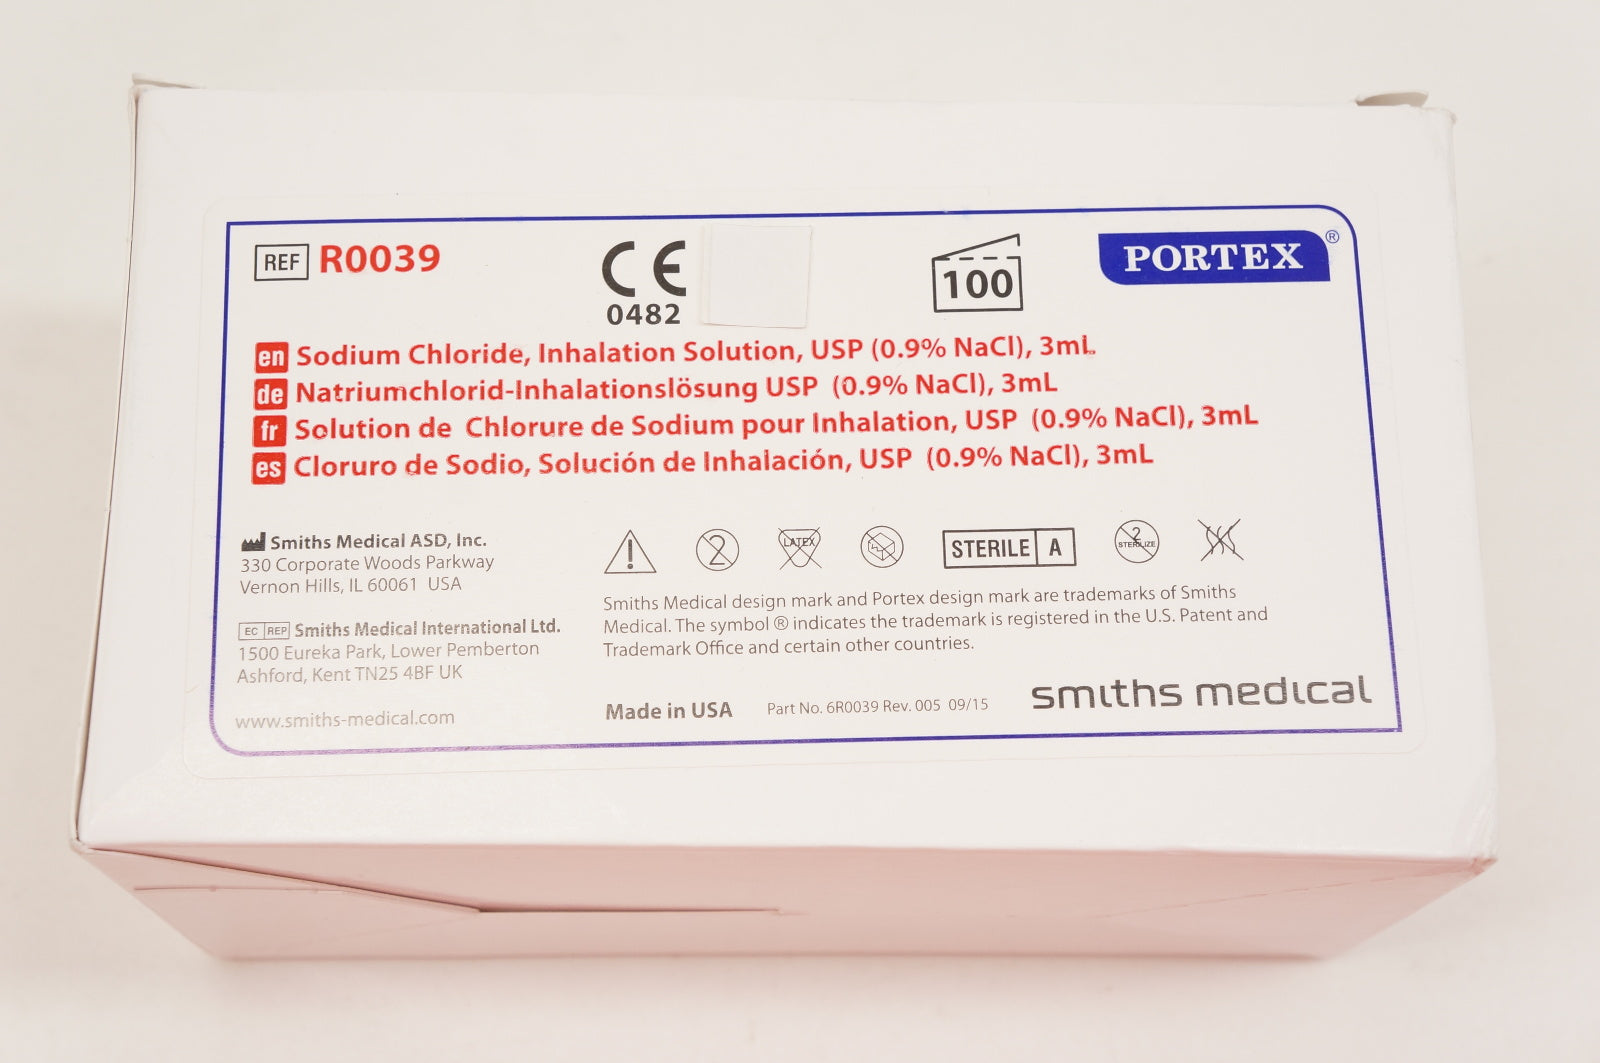 REF R0039
CE
0482
100
PORTEX®
en Sodium Chloride, Inhalation Solution, USP (0.9% NaCl), 3mL
de Natriumchlorid-Inhalationslösung USP (0.9% NaCl), 3mL
fr Solution de Chlorure de Sodium pour Inhalation, USP (0.9% NaCl), 3mL
es Cloruro de Sodio, Solución de Inhalación, USP (0.9% NaCl), 3mL
Smiths Medical ASD, Inc.
330 Corporate Woods Parkway
Vernon Hills, IL 60061 USA
EC REP Smiths Medical International Ltd.
1500 Eureka Park, Lower Pemberton
Ashford, Kent TN25 4BF UK
www.smiths-medical.com
! 2 LATEX STERILE A 2 STERILIZE
Smiths Medical design mark and Portex design mark are trademarks of Smiths
Medical. The symbol ® indicates the trademark is registered in the U.S. Patent and
Trademark Office and certain other countries.
Made in USA Part No. 6R0039 Rev. 005 09/15
smiths medical